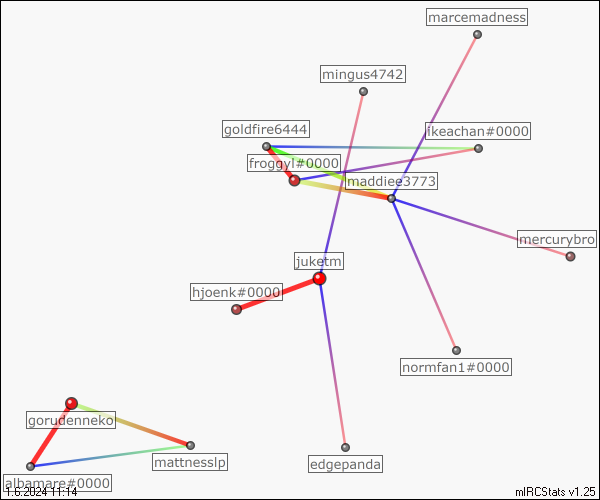 marcemadness
mingus4742
goldfire6444
ikeachan#0000
froggyl#0000
maddiee3773
mercurybro
juketm
hjoenk#0000
normfan1#0000
gorudenneko
mattnesslp
edgepanda
albamare#0000
1.6.2024 11:14
mIRCStats v1.25